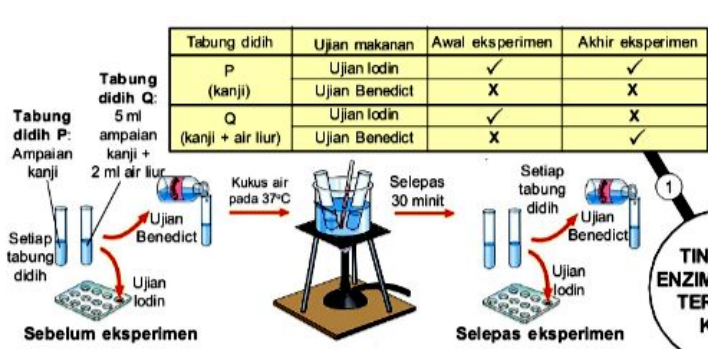 Tabung didih Ujian makanan Awal eksperimen Akhir eksperimen
P (kanji) Ujian Iodin ✓ ✓
Ujian Benedict X X
Q (kanji + air liur) Ujian Iodin ✓ X
Ujian Benedict X ✓
Tabung
didih P:
Ampaian
kanji
Tabung
didih Q:
5 ml
ampaian
kanji +
2 ml air liur
Setiap
tabung
didih
Ujian
Benedict
Ujian
Iodin
Sebelum eksperimen
Kukus air
pada 37°C
Selepas
30 minit
Setiap
tabung
didih
Ujian
Benedict
Ujian
Iodin
Selepas eksperimen
1
TIN
ENZIM
TER
K